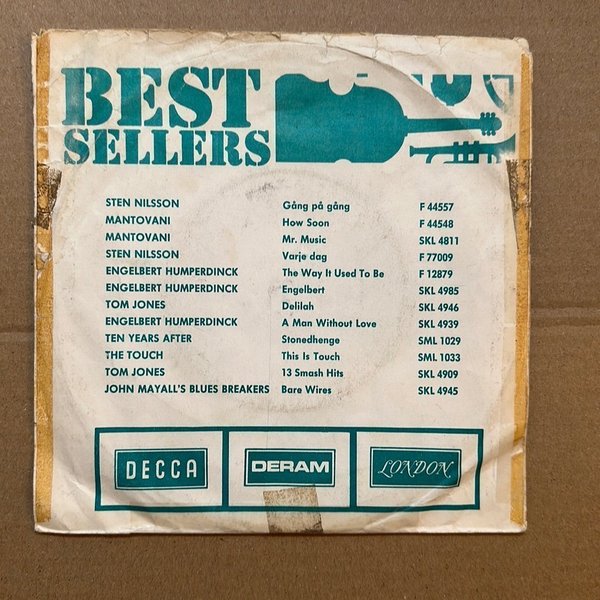 BEST
SELLERS
STEN NILSSON Gång på gång F 44557
MANTOVANI How Soon F 44548
MANTOVANI Mr. Music SKL 4811
STEN NILSSON Varje dag F 77009
ENGELBERT HUMPERDINCK The Way It Used To Be F 12879
ENGELBERT HUMPERDINCK Engelbert SKL 4985
TOM JONES Delilah SKL 4946
ENGELBERT HUMPERDINCK A Man Without Love SKL 4939
TEN YEARS AFTER Stonedhenge SML 1029
THE TOUCH This Is Touch SML 1033
TOM JONES 13 Smash Hits SKL 4909
JOHN MAYALL'S BLUES BREAKERS Bare Wires SKL 4945
DECCA DERAM LONDON